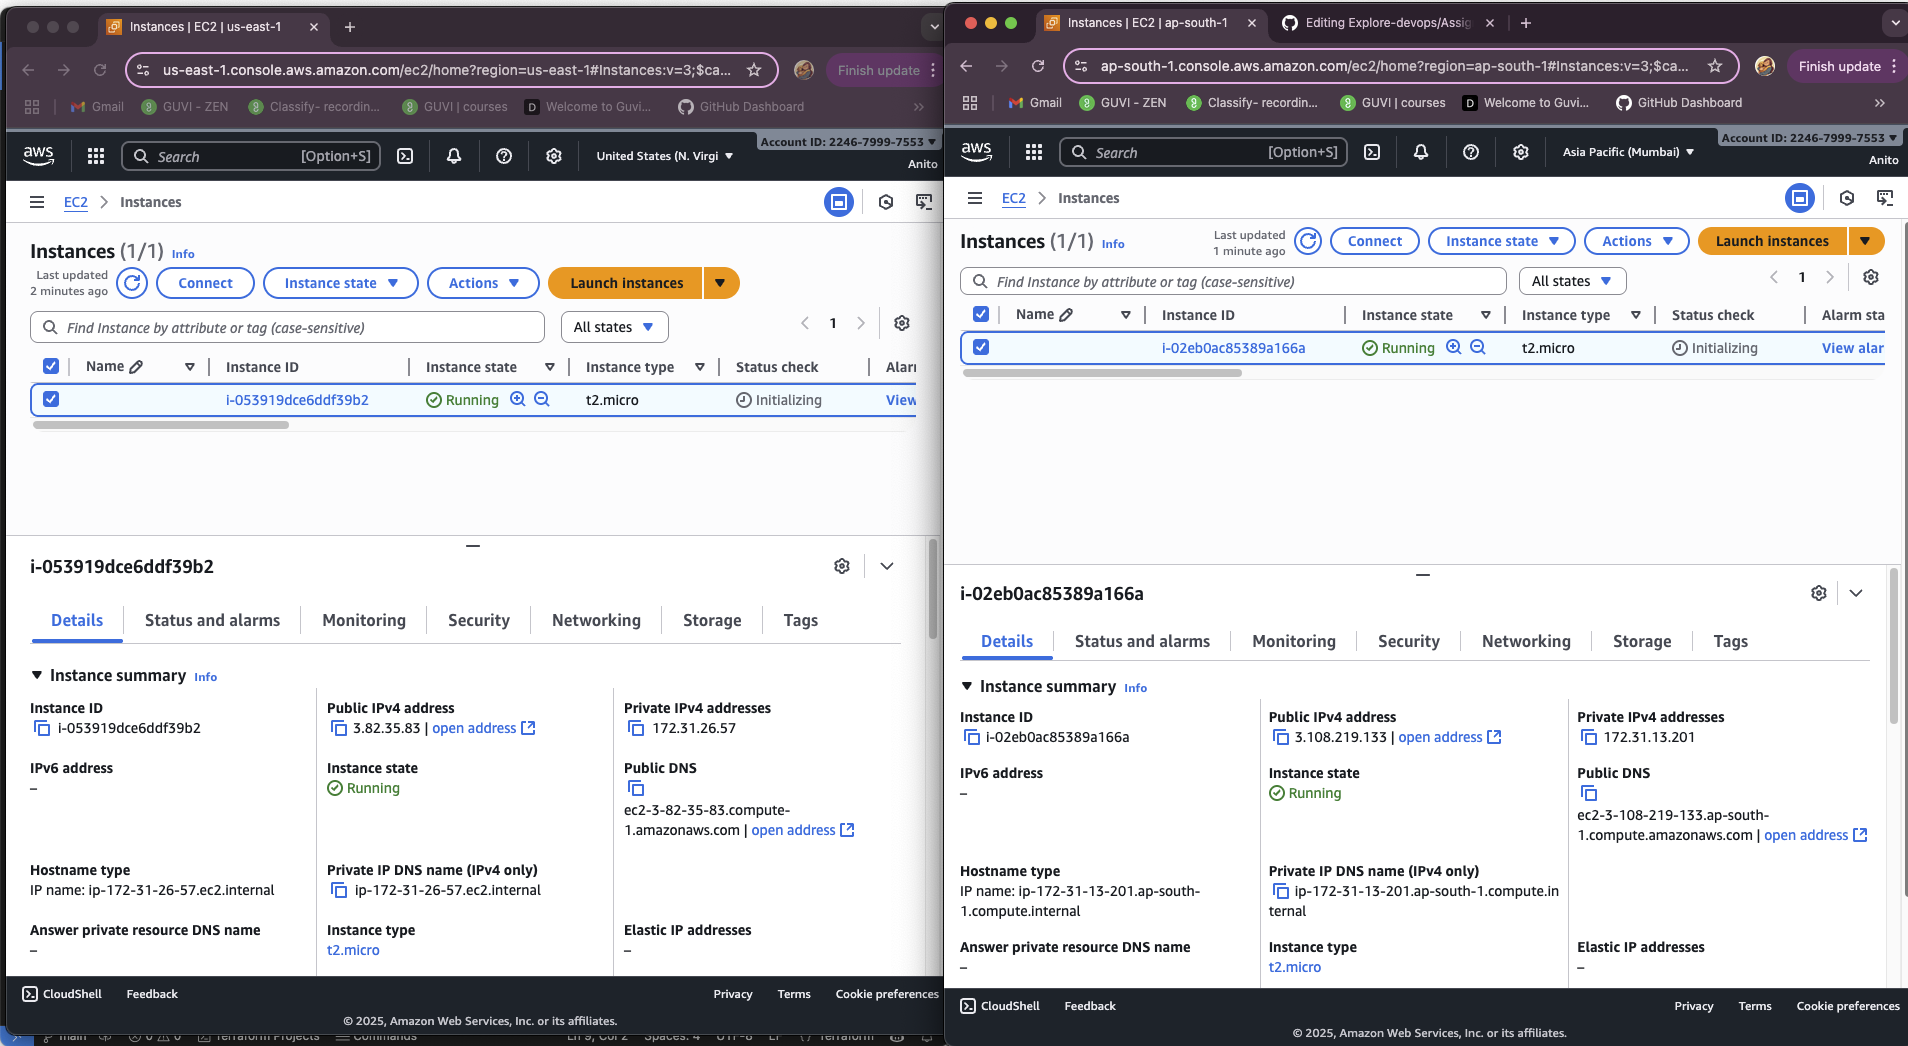 Instances | EC2 | us-east-1
us-east-1.console.aws.amazon.com/ec2/home?region=us-east-1#Instances:v=3;$ca...
Finish update
Gmail
GUVI - ZEN
Classify- recordin...
GUVI | courses
Welcome to Guvi...
GitHub Dashboard
aws
Search
[Option+S]
United States (N. Virgi
Account ID: 2246-7999-7553
Anito
EC2
Instances
Instances (1/1) Info
Last updated
2 minutes ago
Connect
Instance state
Actions
Launch instances
Find Instance by attribute or tag (case-sensitive)
All states
1
Name
Instance ID
Instance state
Instance type
Status check
Alarr
i-053919dce6ddf39b2
Running
t2.micro
Initializing
View
i-053919dce6ddf39b2
Details
Status and alarms
Monitoring
Security
Networking
Storage
Tags
Instance summary Info
Instance ID
i-053919dce6ddf39b2
Public IPv4 address
3.82.35.83 | open address
Private IPv4 addresses
172.31.26.57
IPv6 address
–
Instance state
Running
Public DNS
ec2-3-82-35-83.compute-
1.amazonaws.com | open address
Hostname type
IP name: ip-172-31-26-57.ec2.internal
Private IP DNS name (IPv4 only)
ip-172-31-26-57.ec2.internal
Answer private resource DNS name
–
Instance type
t2.micro
Elastic IP addresses
–
CloudShell
Feedback
Privacy
Terms
Cookie preferences
© 2025, Amazon Web Services, Inc. or its affiliates.
main
Terraform Projects
Commands
Ln 9, Col 2
Spaces: 4
UTF-8
LF
Terraform
Instances | EC2 | ap-south-1
Editing Explore-devops/Assig
ap-south-1.console.aws.amazon.com/ec2/home?region=ap-south-1#Instances:v=3;$ca...
Finish update
Gmail
GUVI - ZEN
Classify- recordin...
GUVI | courses
Welcome to Guvi...
GitHub Dashboard
aws
Search
[Option+S]
Asia Pacific (Mumbai)
Account ID: 2246-7999-7553
Anito
EC2
Instances
Instances (1/1) Info
Last updated
1 minute ago
Connect
Instance state
Actions
Launch instances
Find Instance by attribute or tag (case-sensitive)
All states
1
Name
Instance ID
Instance state
Instance type
Status check
Alarm sta
i-02eb0ac85389a166a
Running
t2.micro
Initializing
View alar
i-02eb0ac85389a166a
Details
Status and alarms
Monitoring
Security
Networking
Storage
Tags
Instance summary Info
Instance ID
i-02eb0ac85389a166a
Public IPv4 address
3.108.219.133 | open address
Private IPv4 addresses
172.31.13.201
IPv6 address
–
Instance state
Running
Public DNS
ec2-3-108-219-133.ap-south-
1.compute.amazonaws.com | open address
Hostname type
IP name: ip-172-31-13-201.ap-south-
1.compute.internal
Private IP DNS name (IPv4 only)
ip-172-31-13-201.ap-south-1.compute.in
ternal
Answer private resource DNS name
–
Instance type
t2.micro
Elastic IP addresses
–
CloudShell
Feedback
Privacy
Terms
Cookie preferences
© 2025, Amazon Web Services, Inc. or its affiliates.